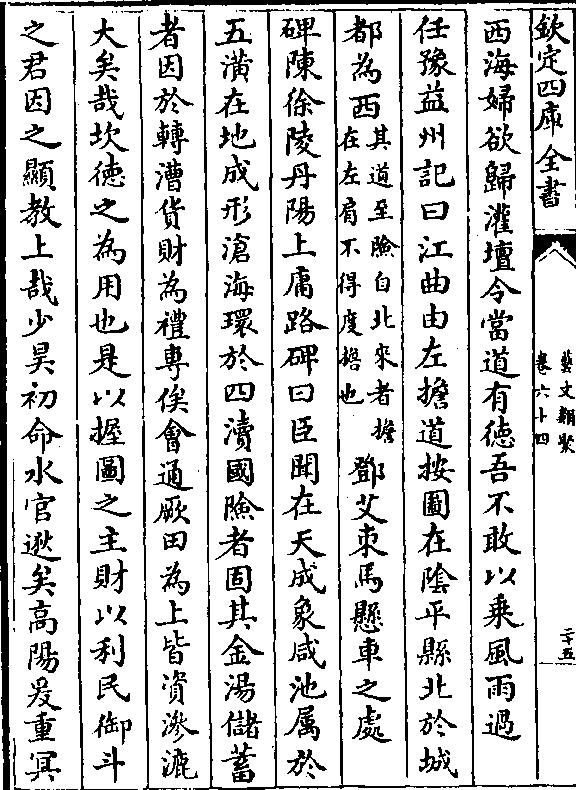 欽定四庫全書
藝文類聚
卷六十四
二十五
西海婦欲歸灌壇令當道有德吾不敢以乗風雨過
任豫益州記曰江曲由左擔道按圖在陰平縣北於城
都為西其道至險自北來者擔在左肩不得度擔也鄧艾束馬懸車之處
碑陳徐陵丹陽上庸路碑曰臣聞在天成象咸池屬於
五潢在地成形滄海環於四瀆國險者固其金湯儲蓄
者因於轉漕貨財為禮専俟㑹通厥田為上皆資滲漉
大矣哉坎徳之為用也是以握圖之主財以利民御斗
之君因之顯教上哉少昊初命水官逖矣高陽爰重冥